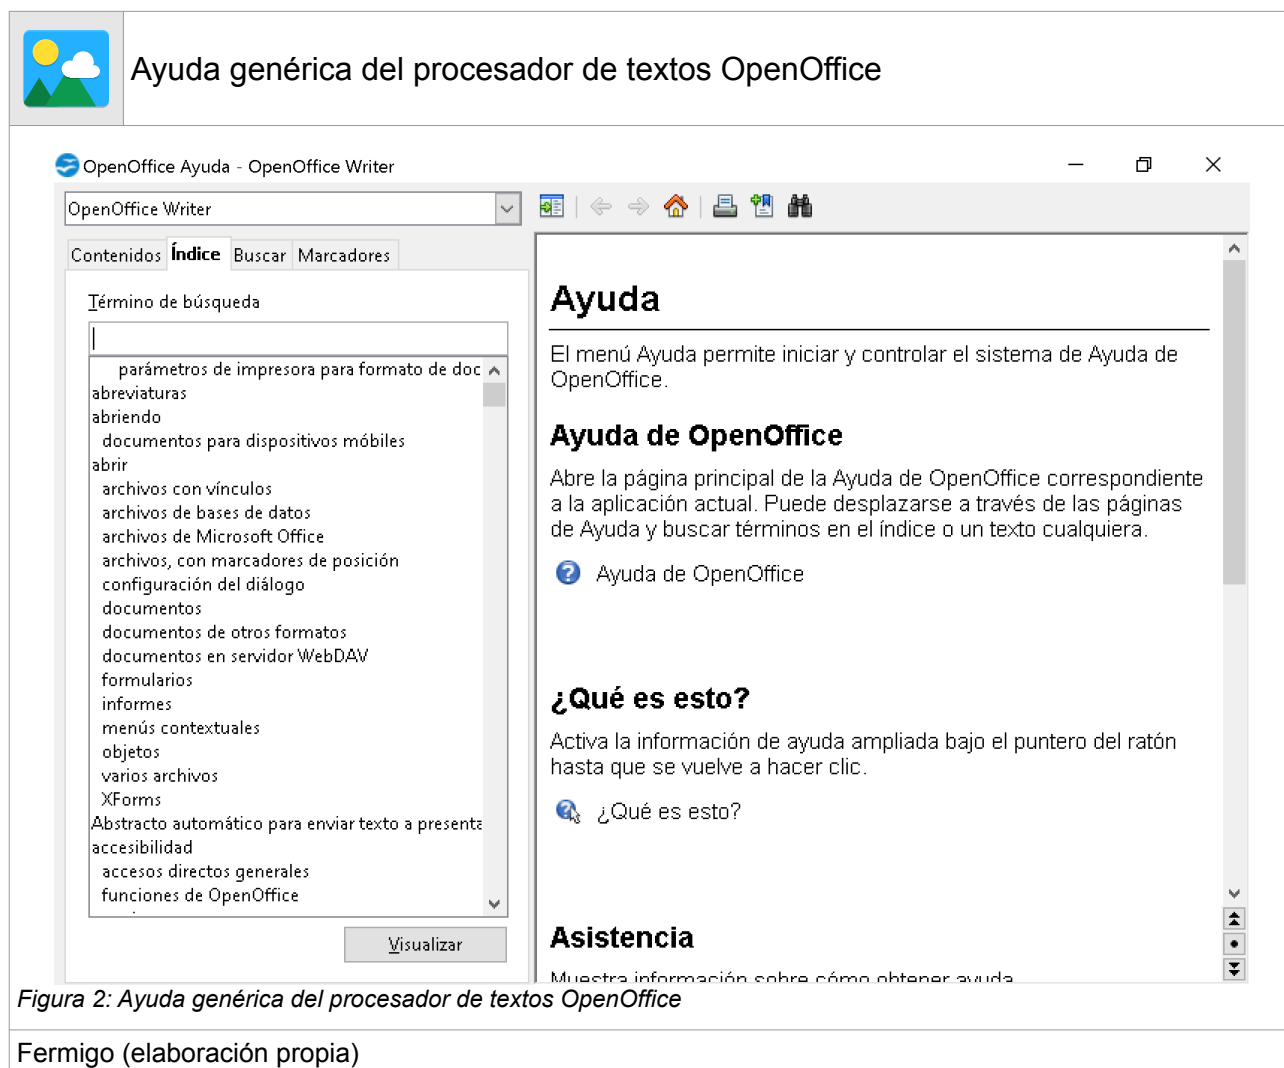 Ayuda genérica del procesador de textos OpenOffice
OpenOffice Ayuda - OpenOffice Writer
OpenOffice Writer
Contenidos Índice Buscar Marcadores
Término de búsqueda
parámetros de impresora para formato de doc
abreviaturas
abriendo
documentos para dispositivos móbiles
abrir
archivos con vínculos
archivos de bases de datos
archivos de Microsoft Office
archivos, con marcadores de posición
configuración del diálogo
documentos
documentos de otros formatos
documentos en servidor WebDAV
formularios
informes
menús contextuales
objetos
varios archivos
XForms
Abstracto automático para enviar texto a presenta
accesibilidad
accesos directos generales
funciones de OpenOffice
Visualizar
Ayuda
El menú Ayuda permite iniciar y controlar el sistema de Ayuda de
OpenOffice.
Ayuda de OpenOffice
Abre la página principal de la Ayuda de OpenOffice correspondiente
a la aplicación actual. Puede desplazarse a través de las páginas
de Ayuda y buscar términos en el índice o un texto cualquiera.
Ayuda de OpenOffice
¿Qué es esto?
Activa la información de ayuda ampliada bajo el puntero del ratón
hasta que se vuelve a hacer clic.
¿Qué es esto?
Asistencia
Muestra información sobre cómo obtener ayuda.
Figura 2: Ayuda genérica del procesador de textos OpenOffice
Fermigo (elaboración propia)